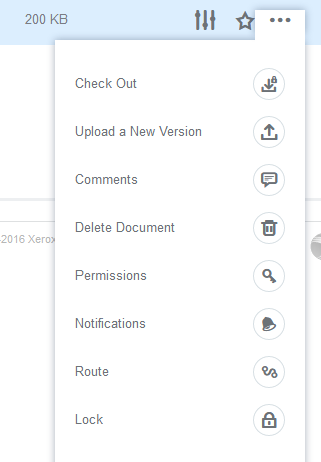 200 KB
Check Out
Upload a New Version
Comments
Delete Document
-2016 Xerox
Permissions
Notifications
Route
Lock